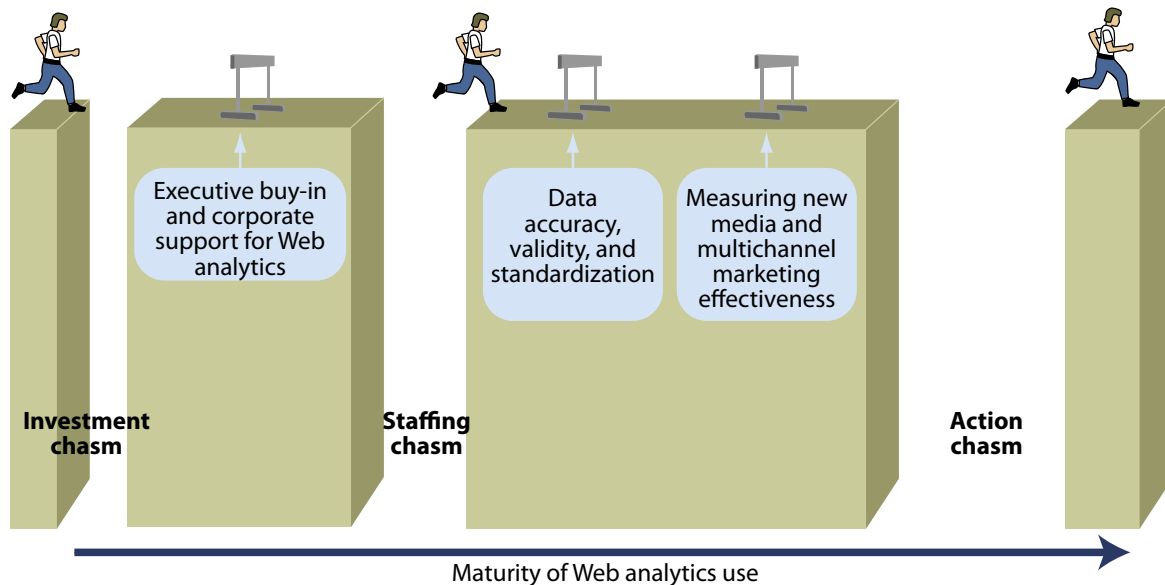 Executive buy-in
and corporate
support for Web
analytics
Data
accuracy,
validity, and
standardization
Measuring new
media and
multichannel
marketing
effectiveness
Investment
chasm
Staffing
chasm
Action
chasm
Maturity of Web analytics use